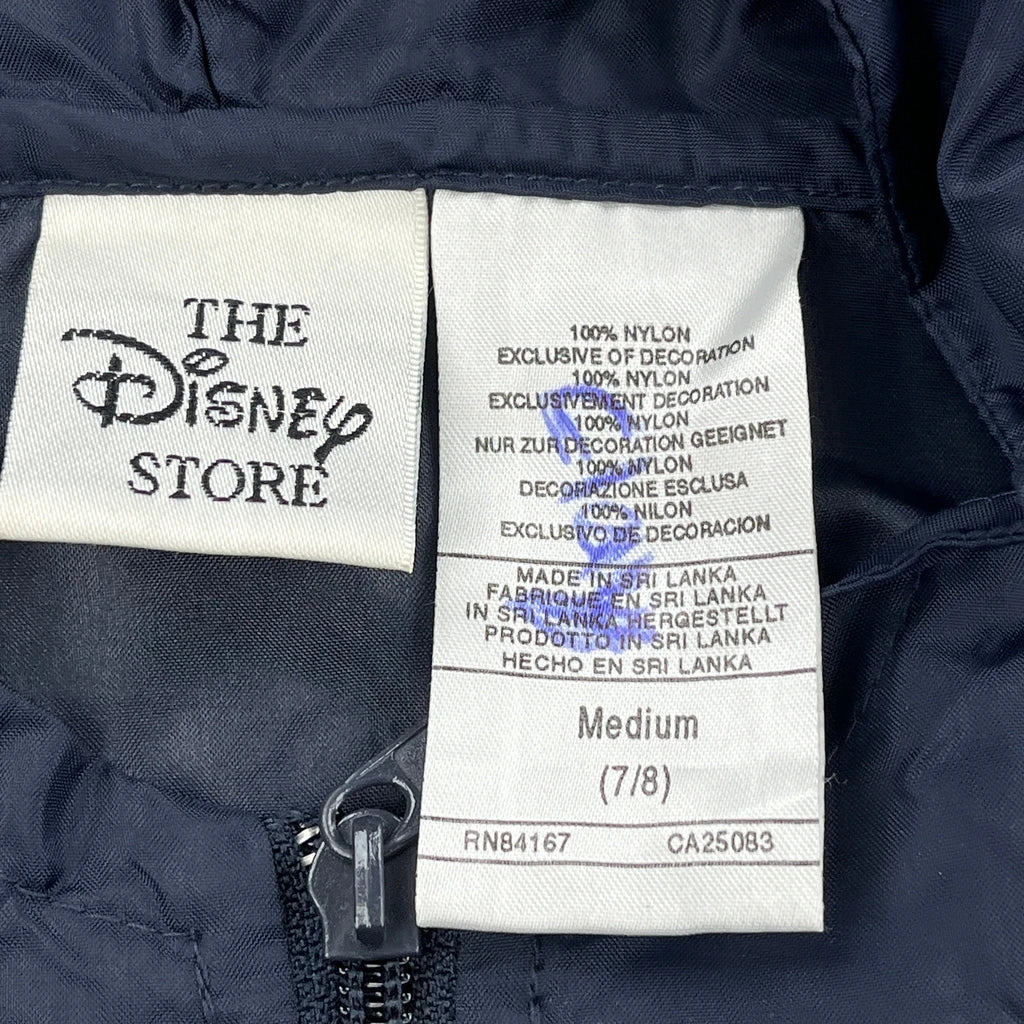 THE
Disney
STORE
100% NYLON
EXCLUSIVE OF DECORATION
100% NYLON
EXCLUSIVEMENT DECORATION
100% NYLON
NUR ZUR DECORATION GEEIGNET
100% NYLON
DECORAZIONE ESCLUSA
100% NILON
EXCLUSIVO DE DECORACION
MADE IN SRI LANKA
FABRIQUE EN SRI LANKA
IN SRI LANKA HERGESTELLT
PRODOTTO IN SRI LANKA
HECHO EN SRI LANKA
Medium
(7/8)
RN84167 CA25083